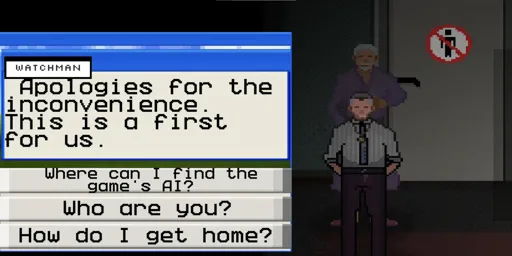 WATCHMAN
Apologies for the
inconvenience.
This is a first
for us.
Where can I find the
game's AI?
Who are you?
How do I get home?